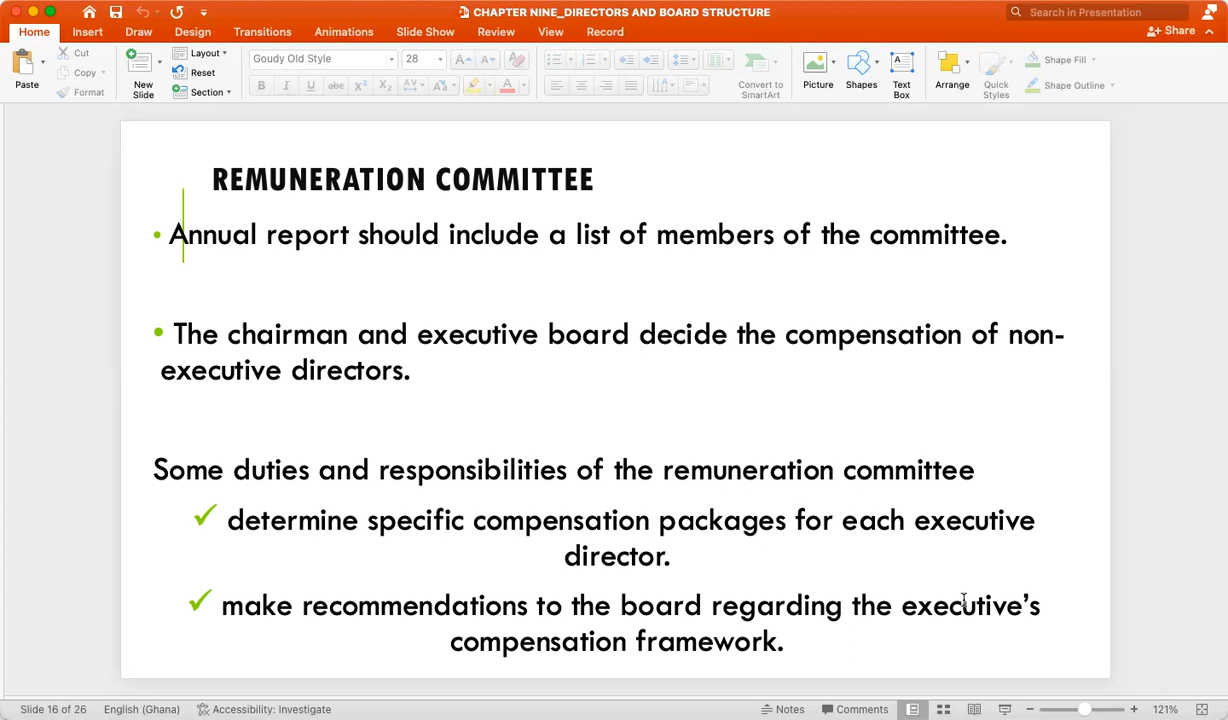 CHAPTER NINE_DIRECTORS AND BOARD STRUCTURE
Search in Presentation
Home Insert Draw Design Transitions Animations Slide Show Review View Record
Share
Paste
Cut
Copy
Format
New Slide
Layout
Reset
Section
Goudy Old Style 28
B I U abc X² X₂ AV Aa A
Convert to SmartArt
Picture
Shapes
Text Box
Arrange
Quick Styles
Shape Fill
Shape Outline
REMUNERATION COMMITTEE
• Annual report should include a list of members of the committee.
• The chairman and executive board decide the compensation of non-
executive directors.
Some duties and responsibilities of the remuneration committee
✓ determine specific compensation packages for each executive
director.
✓ make recommendations to the board regarding the executive’s
compensation framework.
Slide 16 of 26 English (Ghana) Accessibility: Investigate Notes Comments 121%